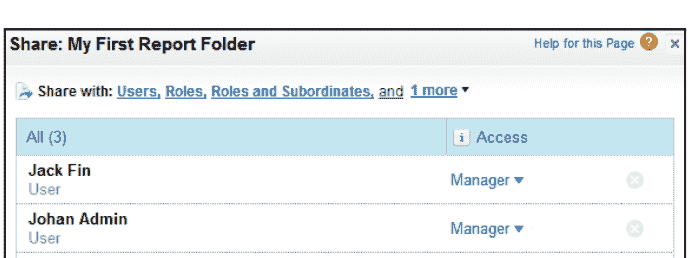 Share: My First Report Folder Help for this Page ? x
Share with: Users, Roles, Roles and Subordinates, and 1 more
All (3) i Access
Jack Fin
User
Manager
Johan Admin
User
Manager